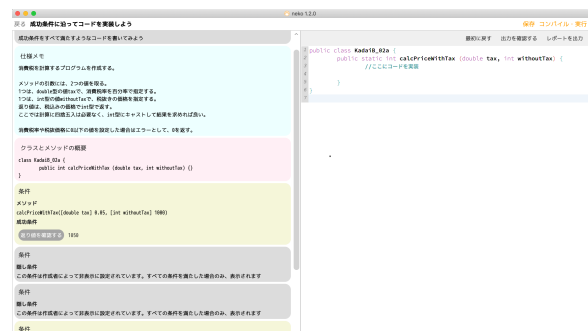 neko 1.2.0
戻る 成功条件に沿ってコードを実装しよう
保存 コンパイル・実行
成功条件をすべて満たすようなコードを書いてみよう
仕様メモ
消費税を計算するプログラムを作成する。
メソッドの引数には、2つの値を取る。
1つは、double型の値taxで、消費税率を百分率で指定する。
1つは、int型の値withoutTaxで、税抜きの価格を指定する。
返り値は、税込みの価格でint型で返す。
ここでは計算に四捨五入は必要なく、int型にキャストして結果を求めれば良い。
消費税率や税抜価格に0以下の値を設定した場合はエラーとして、0を返す。
クラスとメソッドの概要
class KadaiB_02a {
public int calcPriceWithTax (double tax, int withoutTax) {}
}
条件
メソッド
calcPriceWithTax([double tax] 0.05, [int withoutTax] 1000)
成功条件
返り値を確認する 1050
条件
隠し条件
この条件は作成者によって非表示に設定されています。すべての条件を満たした場合のみ、表示されます
条件
隠し条件
この条件は作成者によって非表示に設定されています。すべての条件を満たした場合のみ、表示されます
条件
最初に戻す 出力を確認する レポートを出力
1 public class KadaiB_02a {
2 public static int calcPriceWithTax (double tax, int withoutTax) {
3 //ここにコードを実装
4
5 }
6 }
7